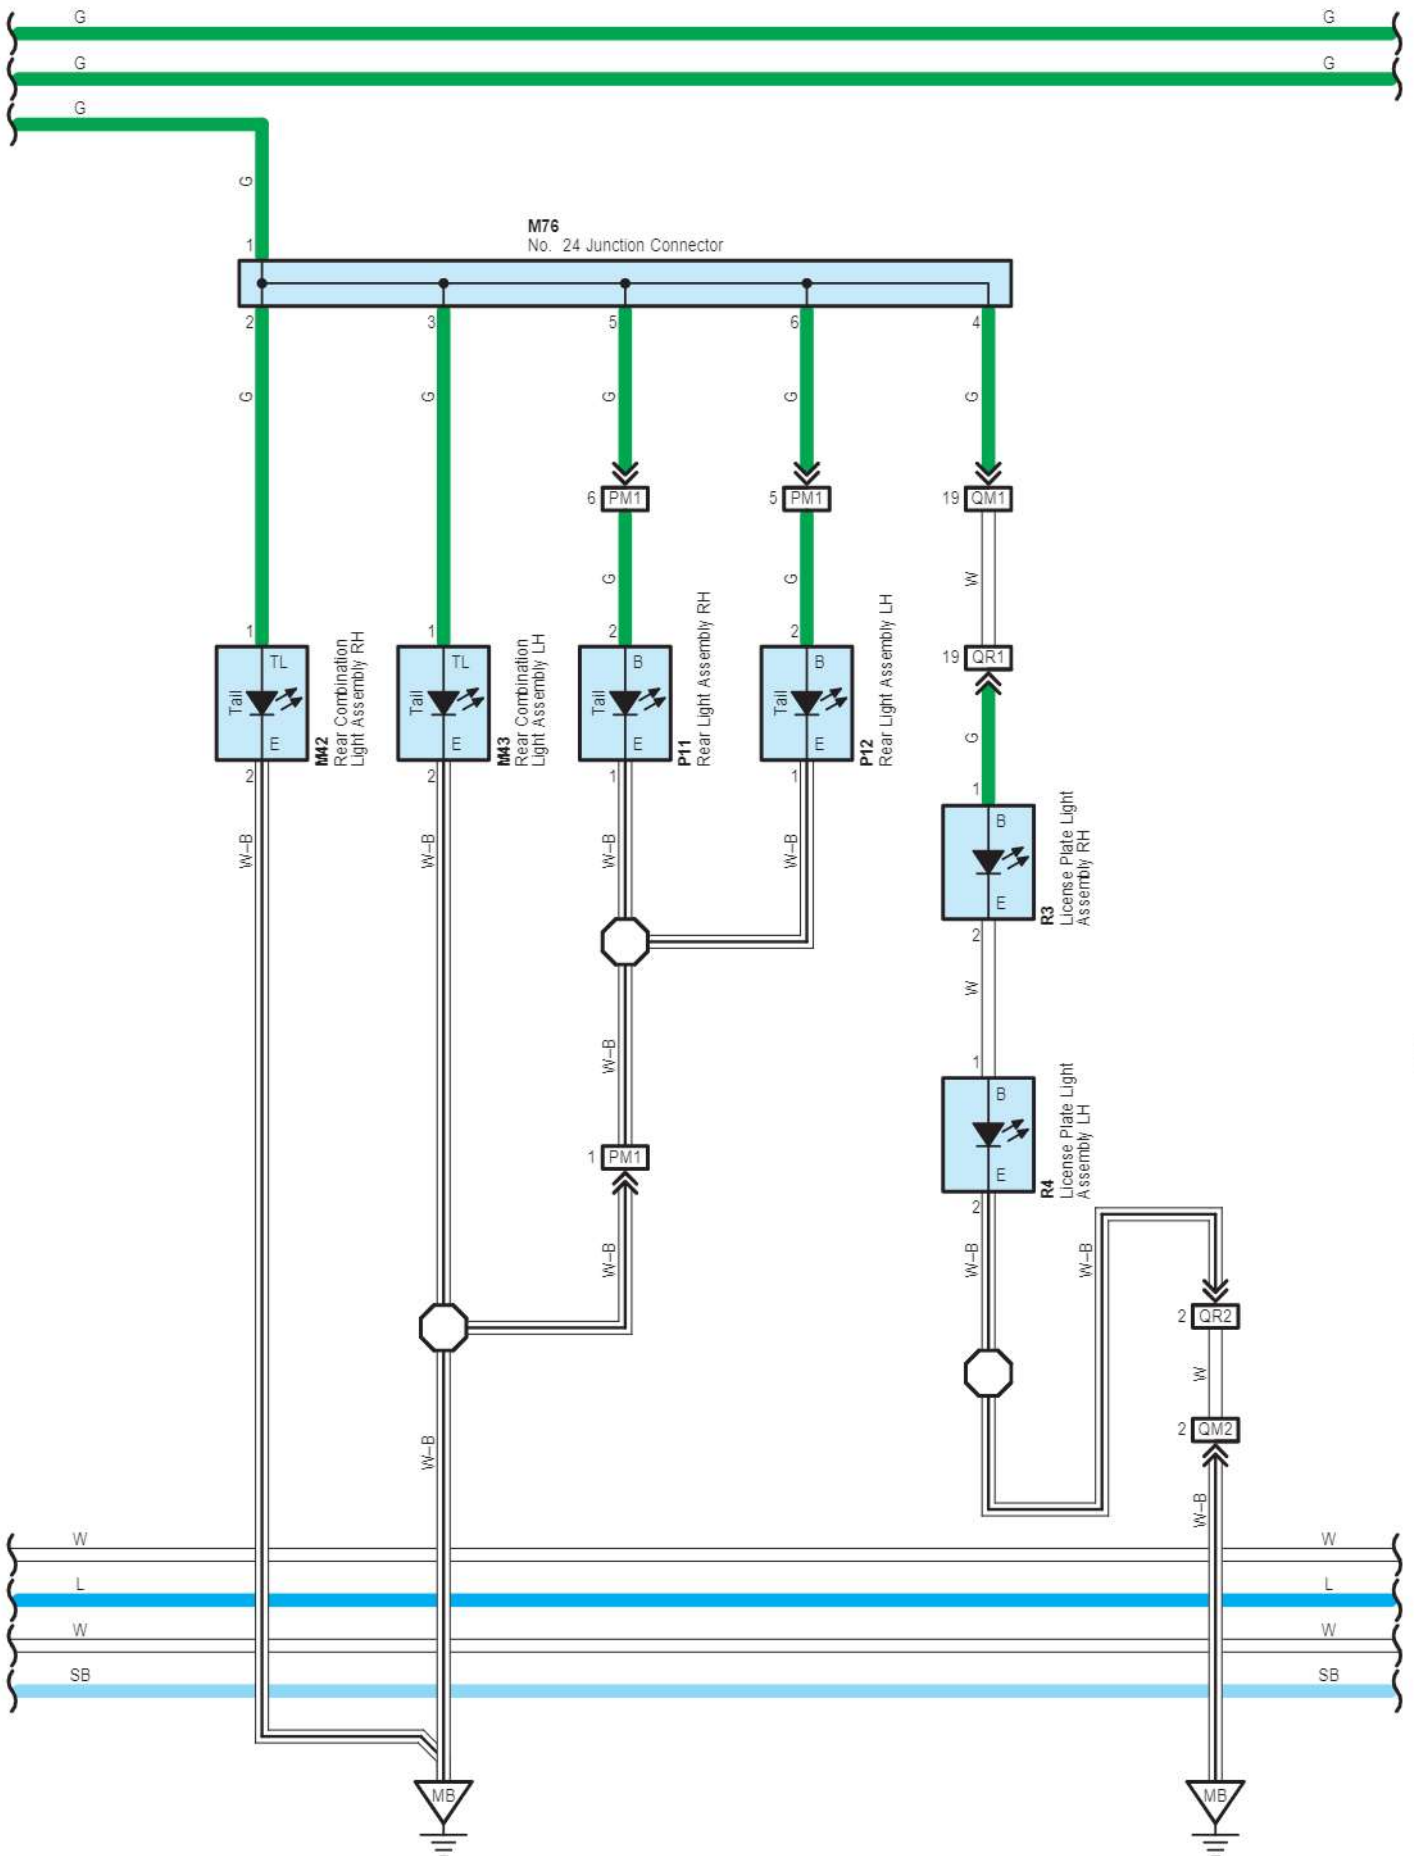 G G
G G
G
G
1
M76
No. 24 Junction Connector
2 3 5 6 4
G G G G G
6 PM1 5 PM1 19 QM1
G G W
19 QR1
1 1 2 2
TL TL B B
Tail Tail Tail Tail
E E E E
M42
Rear Combination
Light Assembly RH
M43
Rear Combination
Light Assembly LH
P11
Rear Light Assembly RH
P12
Rear Light Assembly LH
G
2 2 1 1 1
W–B W–B W–B W–B
B
E
R3
License Plate Light
Assembly RH
2
W
W–B
1
B
E
R4
License Plate Light
Assembly LH
1 PM1
2
W–B W–B W–B
2 QR2
W
2 QM2
W–B
W–B
W W
L L
W W
SB SB
MB MB